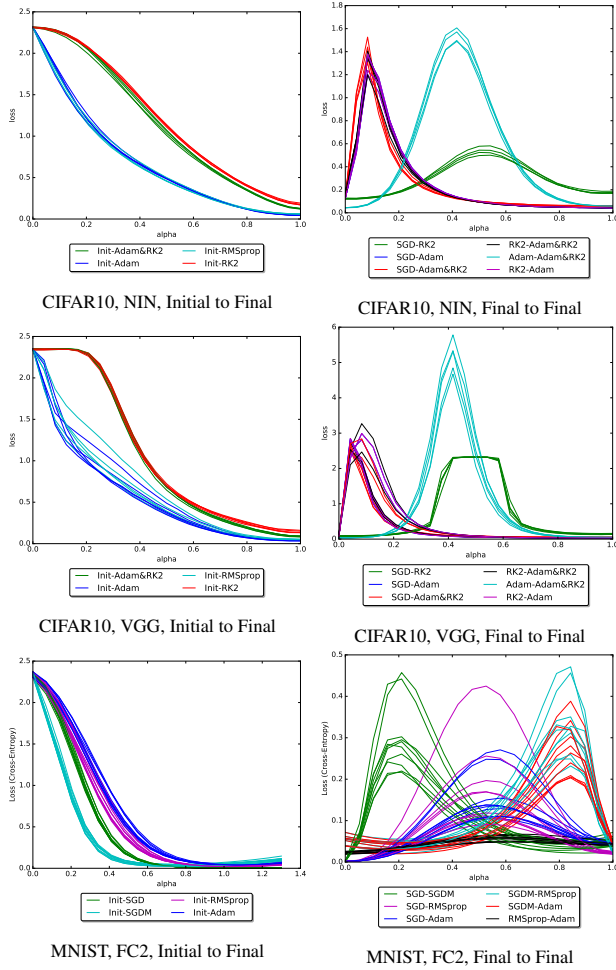 2.5
2.0
1.5
1.0
0.5
0.0
loss
0.0 0.2 0.4 0.6 0.8 1.0
alpha
Init-Adam&RK2 Init-RMSprop
Init-Adam Init-RK2
CIFAR10, NIN, Initial to Final
1.8
1.6
1.4
1.2
1.0
0.8
0.6
0.4
0.2
0.0
loss
0.0 0.2 0.4 0.6 0.8 1.0
alpha
SGD-RK2 RK2-Adam&RK2
SGD-Adam Adam-Adam&RK2
SGD-Adam&RK2 RK2-Adam
CIFAR10, NIN, Final to Final
2.5
2.0
1.5
1.0
0.5
0.0
loss
0.0 0.2 0.4 0.6 0.8 1.0
alpha
Init-Adam&RK2 Init-RMSprop
Init-Adam Init-RK2
CIFAR10, VGG, Initial to Final
6
5
4
3
2
1
0
loss
0.0 0.2 0.4 0.6 0.8 1.0
alpha
SGD-RK2 RK2-Adam&RK2
SGD-Adam Adam-Adam&RK2
SGD-Adam&RK2 RK2-Adam
CIFAR10, VGG, Final to Final
2.5
2.0
1.5
1.0
0.5
0.0
Loss (Cross-Entropy)
0.0 0.2 0.4 0.6 0.8 1.0 1.2 1.4
alpha
Init-SGD Init-RMSprop
Init-SGDM Init-Adam
MNIST, FC2, Initial to Final
0.5
0.4
0.3
0.2
0.1
0.0
Loss (Cross-Entropy)
0.0 0.2 0.4 0.6 0.8 1.0
alpha
SGD-SGDM SGDM-RMSprop
SGD-RMSprop SGDM-Adam
SGD-Adam RMSprop-Adam
MNIST, FC2, Final to Final